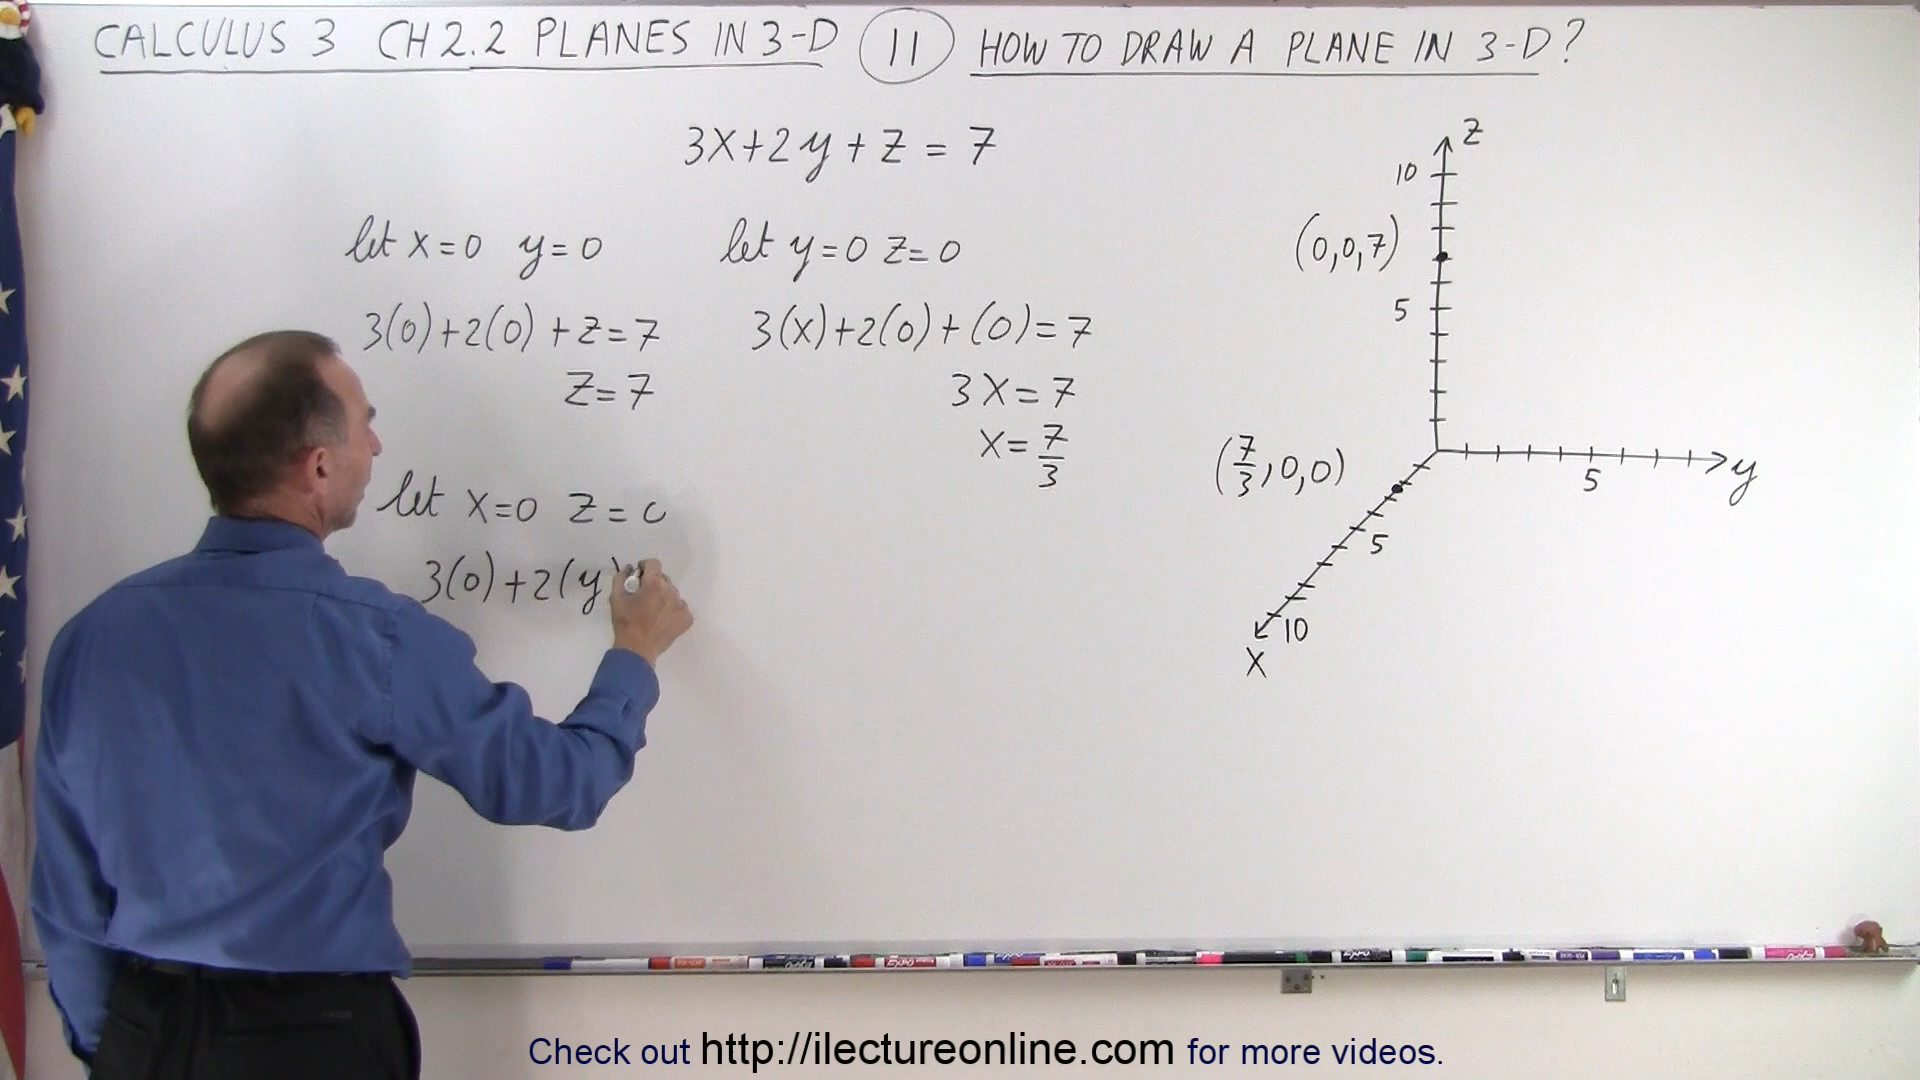 CALCULUS 3 CH 2.2 PLANES IN 3-D 11 HOW TO DRAW A PLANE IN 3-D?
3x+2y+z=7
let x=0 y=0
3(0)+2(0)+z=7
z=7
let y=0 z=0
3(x)+2(0)+(0)=7
3x=7
x=7/3
let x=0 z=0
3(0)+2(y)
z
10
(0,0,7)
5
(7/3,0,0)
5
y
5
10
x
Check out http://ilectureonline.com for more videos.